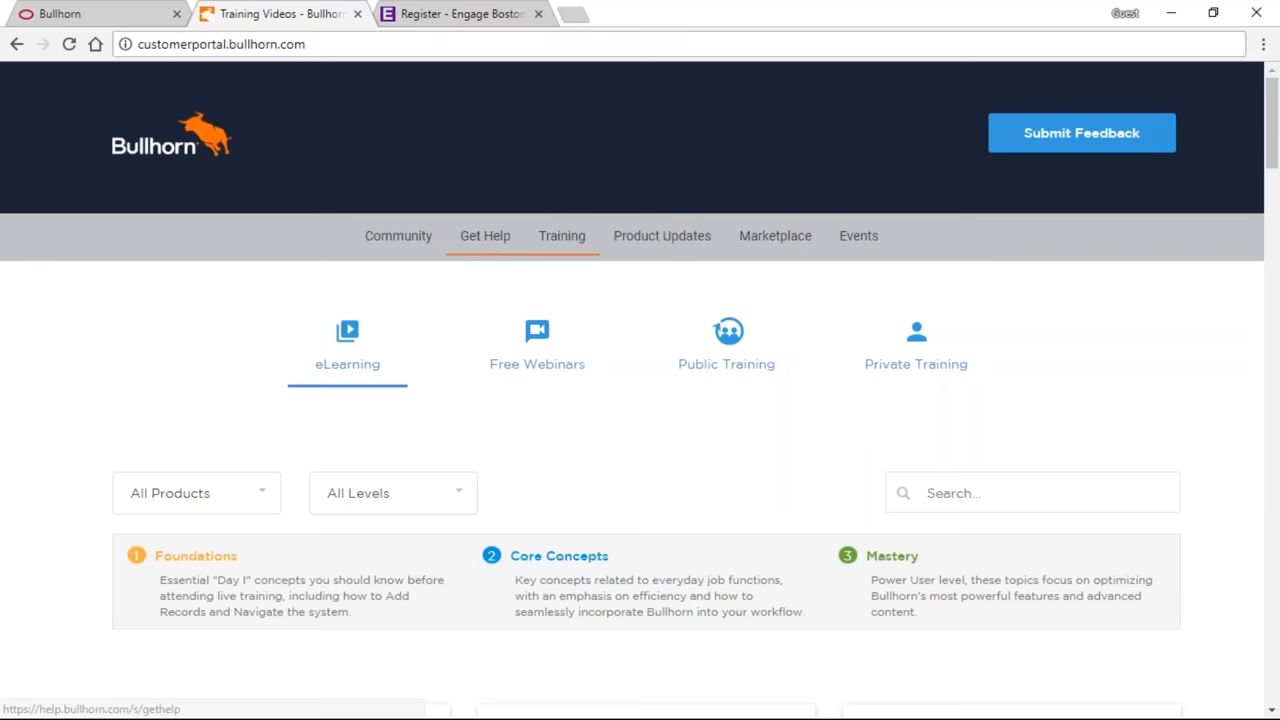 Bullhorn
Training Videos - Bullhorn
Register - Engage Boston
Guest
customerportal.bullhorn.com
Bullhorn
Submit Feedback
Community Get Help Training Product Updates Marketplace Events
eLearning Free Webinars Public Training Private Training
All Products All Levels Search...
1 Foundations
Essential "Day 1" concepts you should know before
attending live training, including how to Add
Records and Navigate the system.
2 Core Concepts
Key concepts related to everyday job functions,
with an emphasis on efficiency and how to
seamlessly incorporate Bullhorn into your workflow.
3 Mastery
Power User level, these topics focus on optimizing
Bullhorn's most powerful features and advanced
content.
https://help.bullhorn.com/s/gethelp